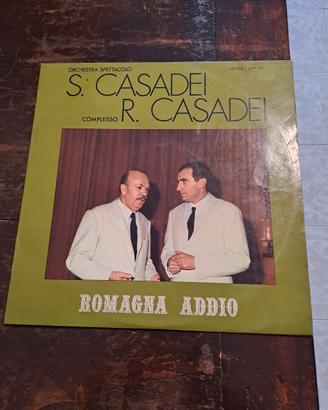 ORCHESTRA SPETTACOLO
S. CASADEI
COMPLESSO R. CASADEI
ROMAGNA ADDIO